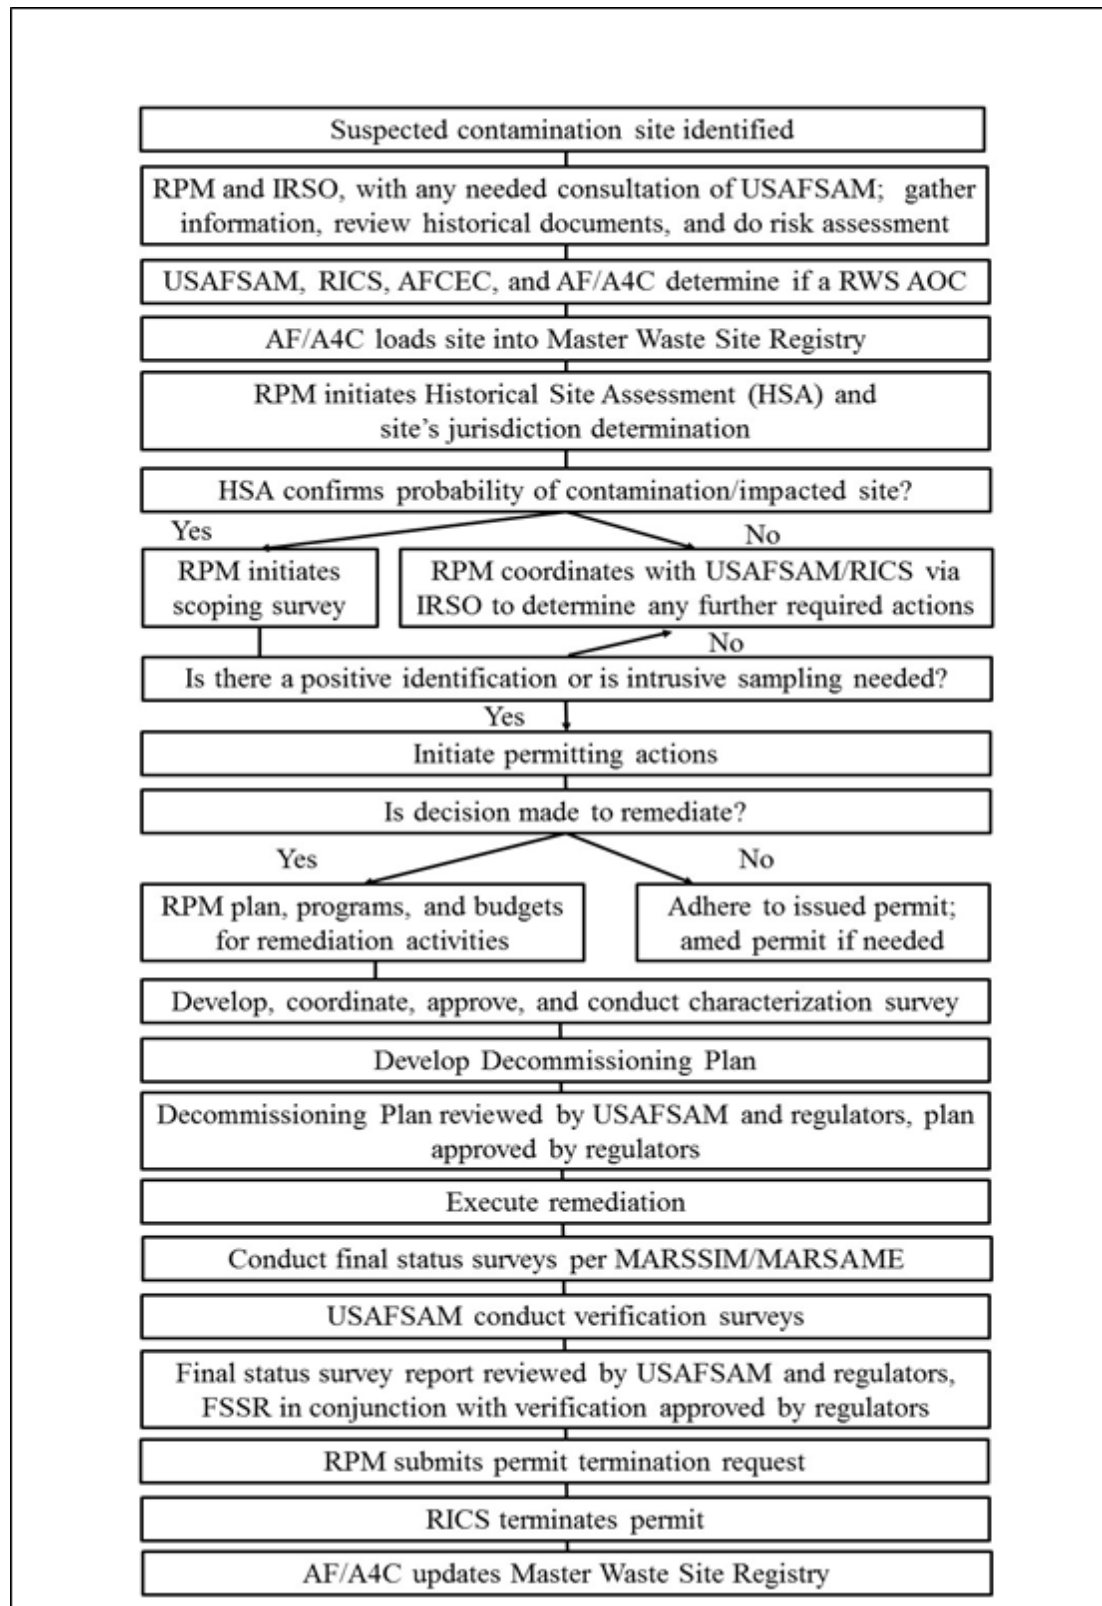 Suspected contamination site identified
RPM and IRSO, with any needed consultation of USAFSAM; gather
information, review historical documents, and do risk assessment
USAFSAM, RICS, AFCEC, and AF/A4C determine if a RWS AOC
AF/A4C loads site into Master Waste Site Registry
RPM initiates Historical Site Assessment (HSA) and
site's jurisdiction determination
HSA confirms probability of contamination/impacted site?
Yes
No
RPM initiates
scoping survey
RPM coordinates with USAFSAM/RICS via
IRSO to determine any further required actions
No
Is there a positive identification or is intrusive sampling needed?
Yes
Initiate permitting actions
Is decision made to remediate?
Yes
No
RPM plan, programs, and budgets
for remediation activities
Adhere to issued permit;
amed permit if needed
Develop, coordinate, approve, and conduct characterization survey
Develop Decommissioning Plan
Decommissioning Plan reviewed by USAFSAM and regulators, plan
approved by regulators
Execute remediation
Conduct final status surveys per MARSSIM/MARSAME
USAFSAM conduct verification surveys
Final status survey report reviewed by USAFSAM and regulators,
FSSR in conjunction with verification approved by regulators
RPM submits permit termination request
RICS terminates permit
AF/A4C updates Master Waste Site Registry